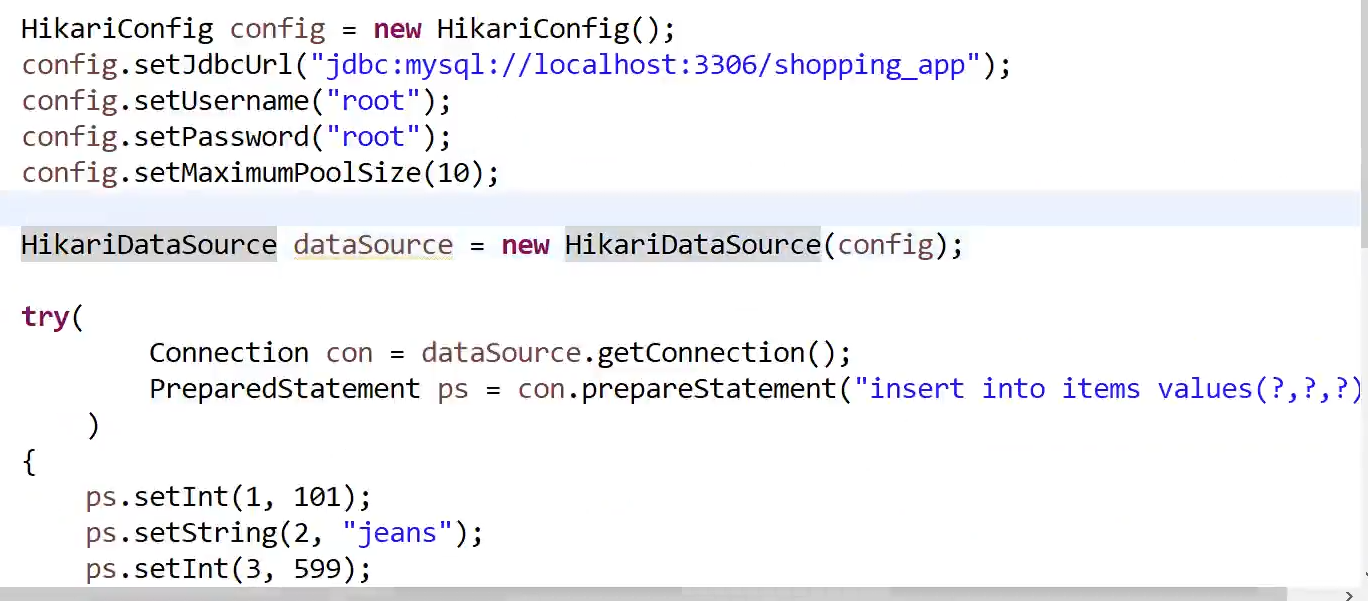 HikariConfig config = new HikariConfig();
config.setJdbcUrl("jdbc:mysql://localhost:3306/shopping_app");
config.setUsername("root");
config.setPassword("root");
config.setMaximumPoolSize(10);
HikariDataSource dataSource = new HikariDataSource(config);
try(
Connection con = dataSource.getConnection();
PreparedStatement ps = con.prepareStatement("insert into items values(?,?,?)
)
{
ps.setInt(1, 101);
ps.setString(2, "jeans");
ps.setInt(3, 599);